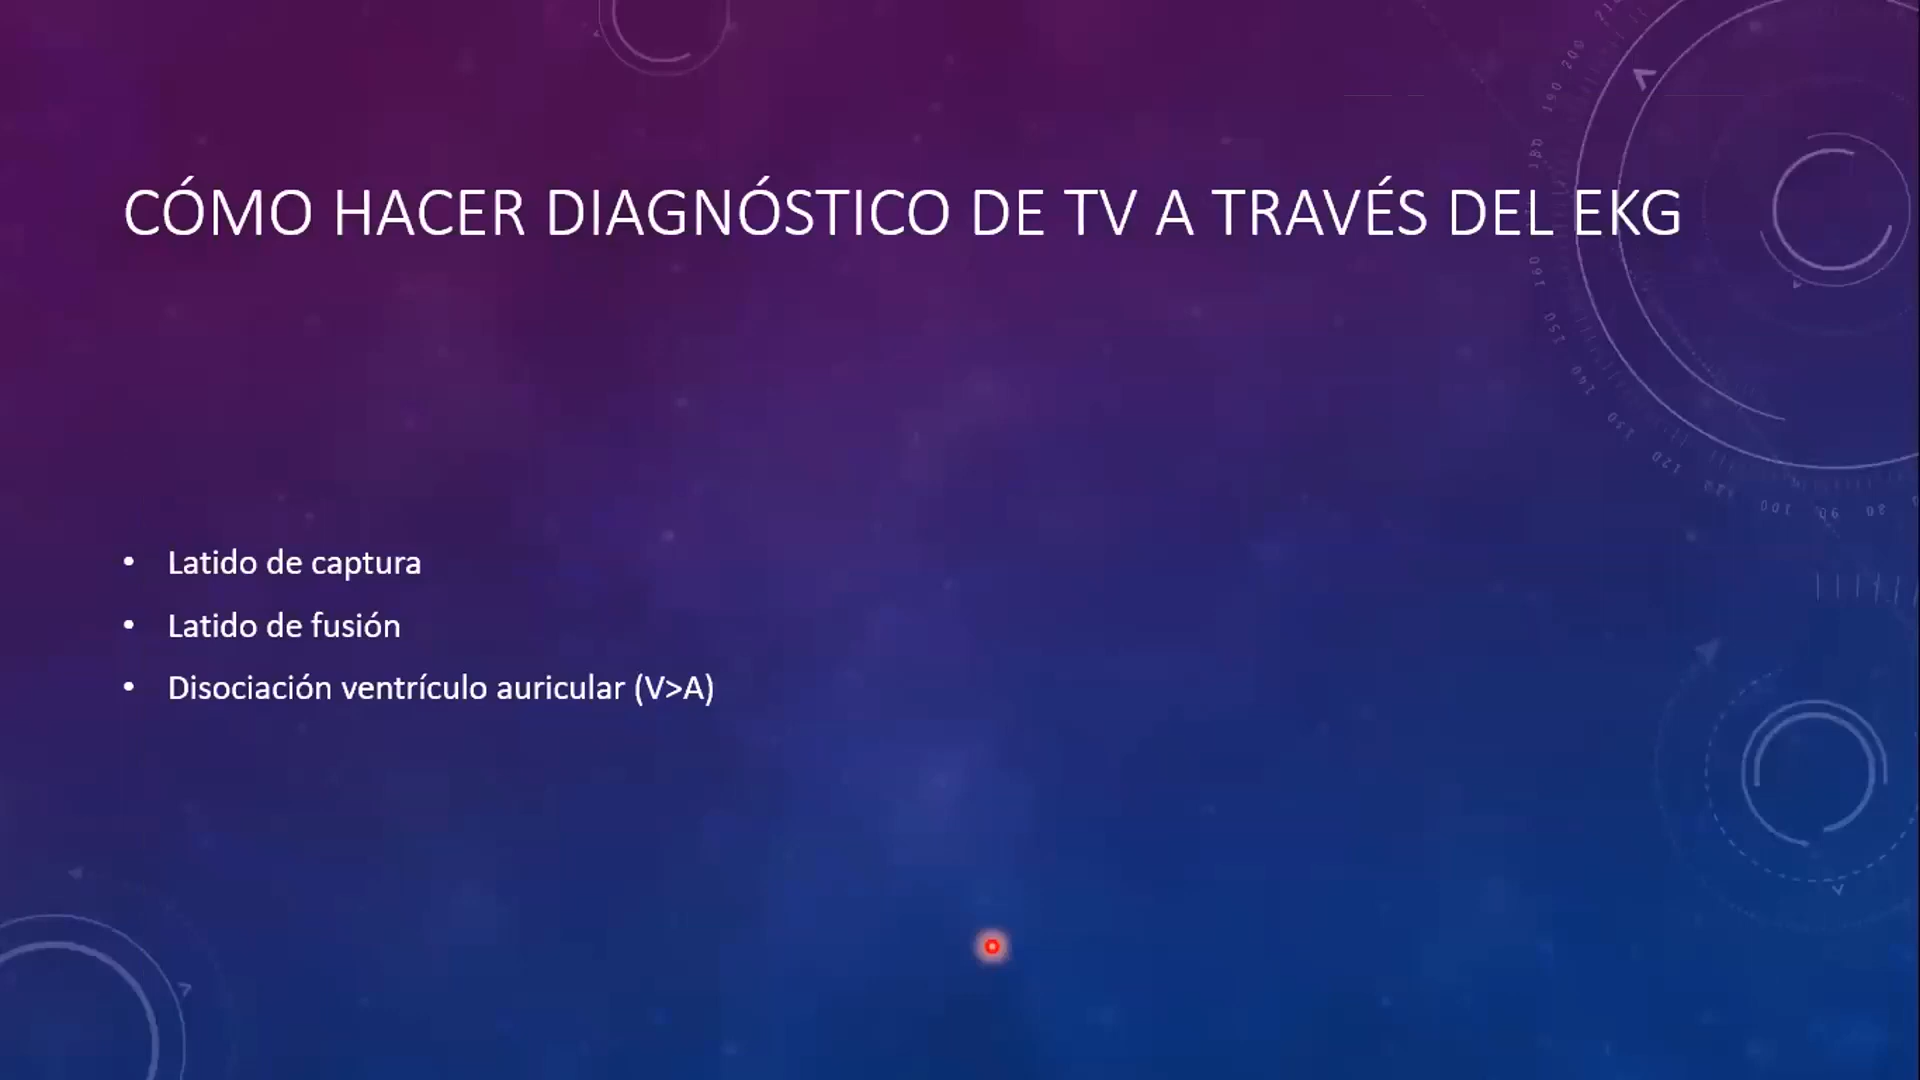 CÓMO HACER DIAGNÓSTICO DE TV A TRAVÉS DEL EKG
• Latido de captura
• Latido de fusión
• Disociación ventrículo auricular (V>A)